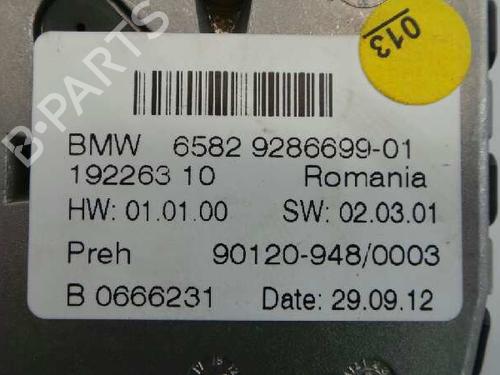 013
B-PARTS
BMW 6582 9286699-01
192263 10 Romania
HW: 01.01.00 SW: 02.03.01
Preh 90120-948/0003
B 0666231 Date: 29.09.12